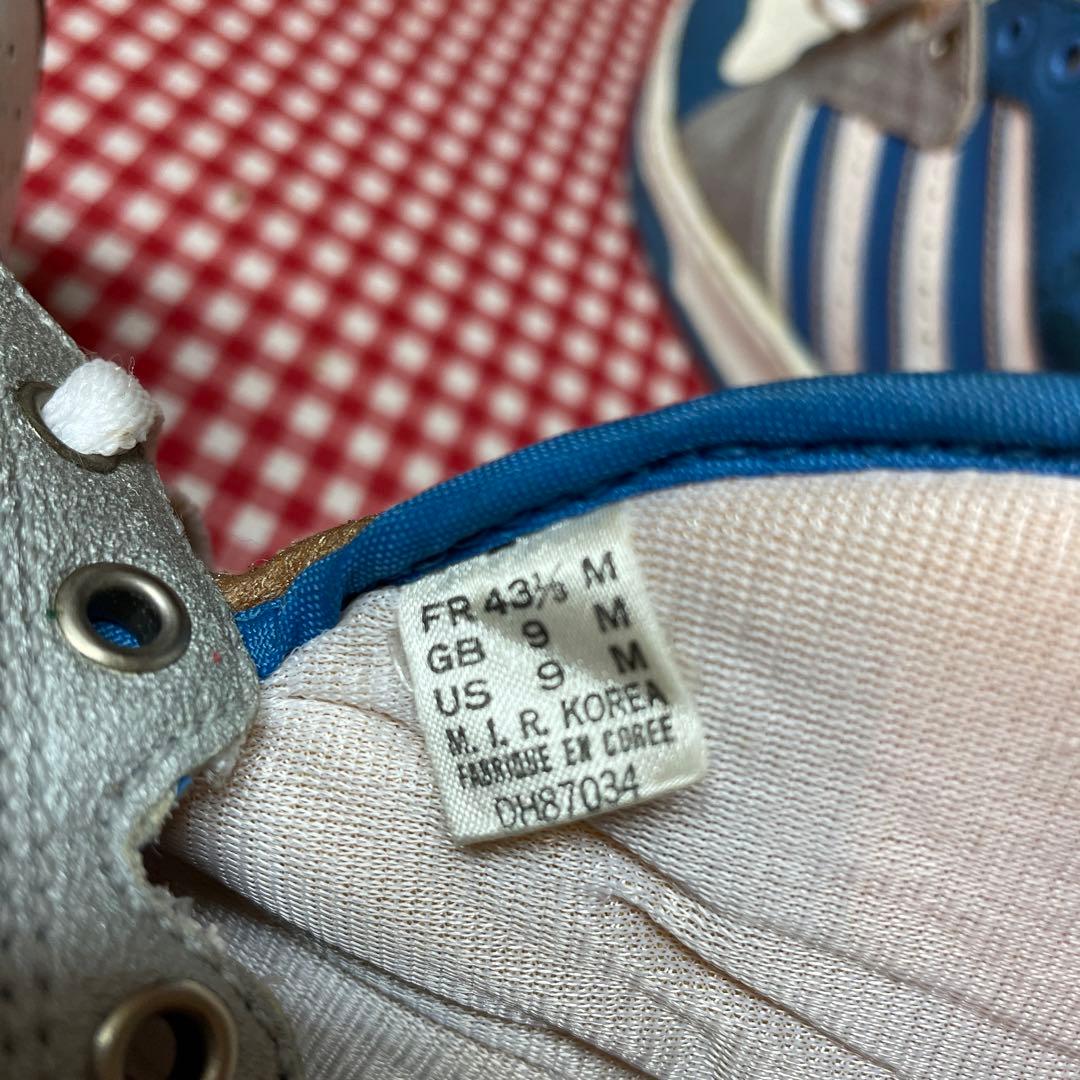 FR 43⅓ M
GB 9 M
US 9 M
M. I. R. KOREA
FABRIQUE EN COREE
DH87034